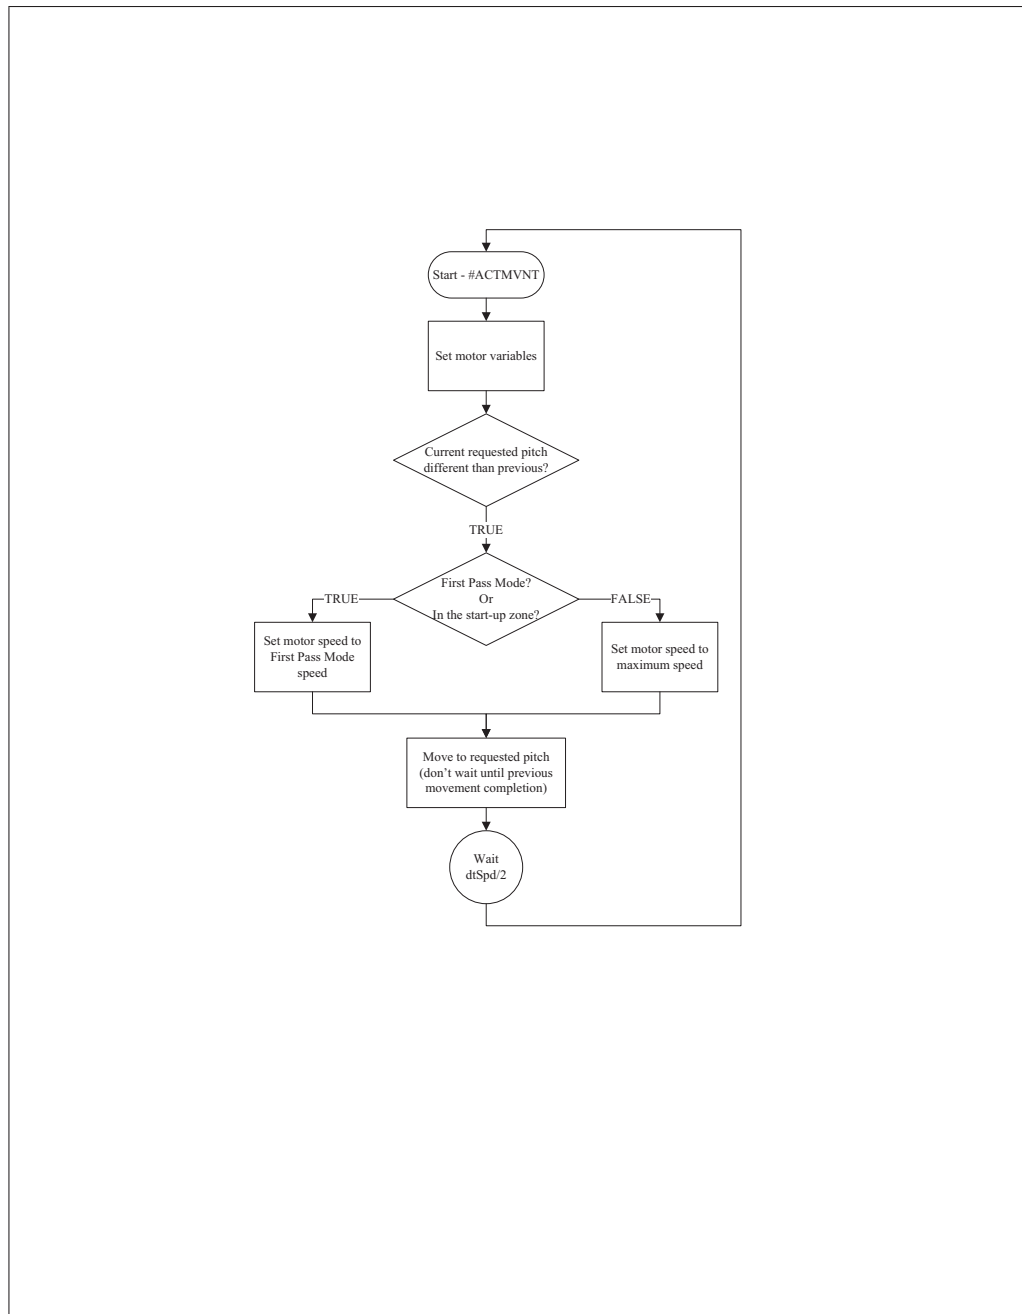 Start - #ACTMVNT
Set motor variables
Current requested pitch
different than previous?
TRUE
First Pass Mode?
Or
In the start-up zone?
TRUE
FALSE
Set motor speed to
First Pass Mode
speed
Set motor speed to
maximum speed
Move to requested pitch
(don't wait until previous
movement completion)
Wait
dtSpd/2